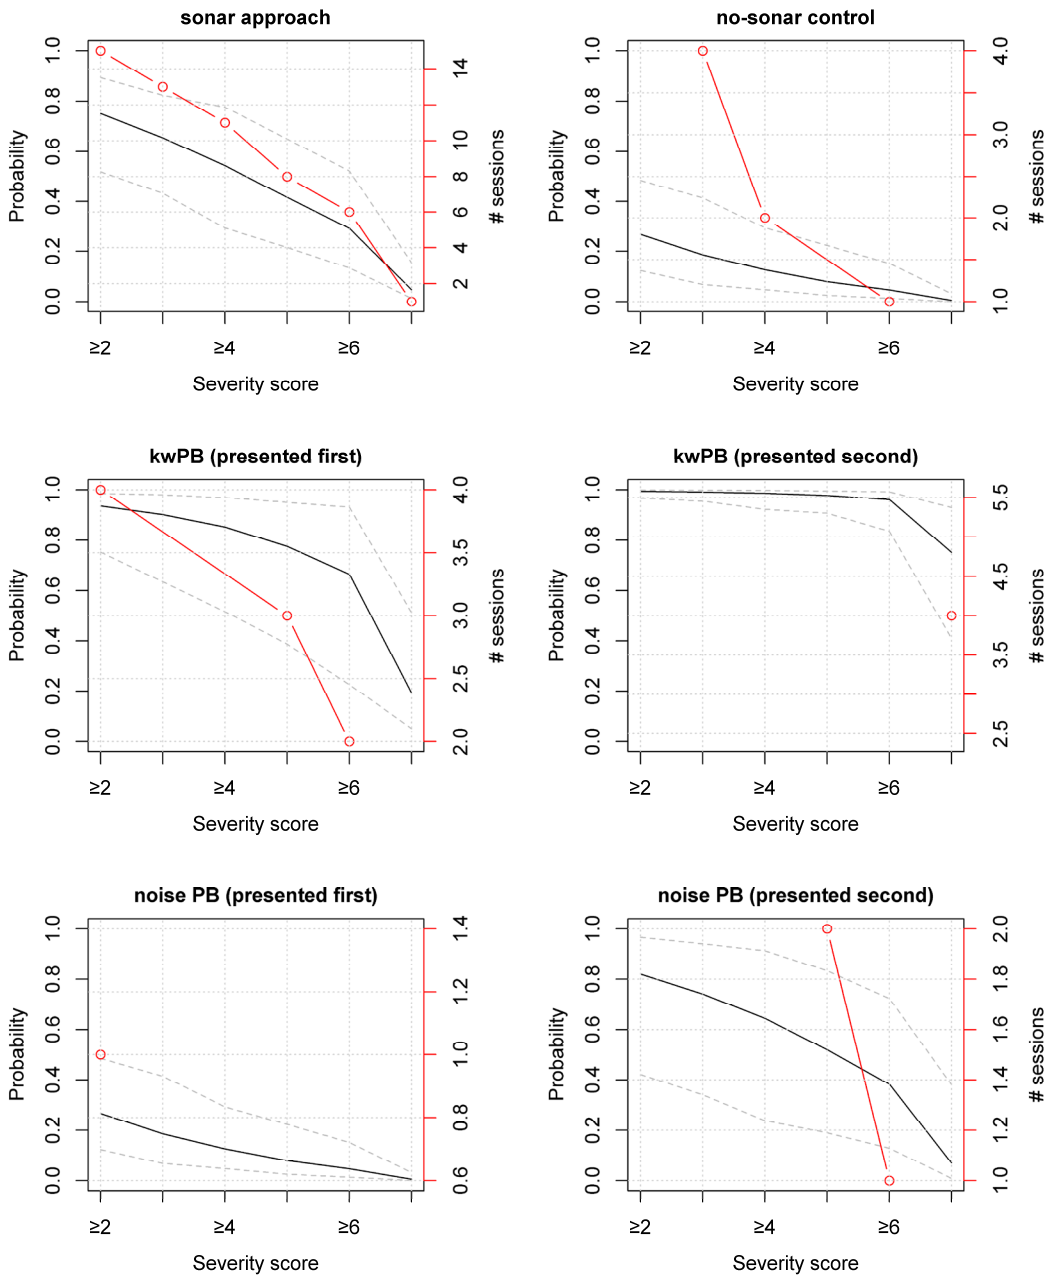 sonar approach
Probability
1.0
0.8
0.6
0.4
0.2
0.0
14
10
8
6
4
2
# sessions
≥2 ≥4 ≥6
Severity score
no-sonar control
Probability
1.0
0.8
0.6
0.4
0.2
0.0
4.0
3.0
2.0
1.0
# sessions
≥2 ≥4 ≥6
Severity score
kwPB (presented first)
Probability
1.0
0.8
0.6
0.4
0.2
0.0
4.0
3.5
3.0
2.5
2.0
# sessions
≥2 ≥4 ≥6
Severity score
kwPB (presented second)
Probability
1.0
0.8
0.6
0.4
0.2
0.0
5.5
4.5
3.5
2.5
# sessions
≥2 ≥4 ≥6
Severity score
noise PB (presented first)
Probability
1.0
0.8
0.6
0.4
0.2
0.0
1.4
1.2
1.0
0.8
0.6
≥2 ≥4 ≥6
Severity score
noise PB (presented second)
Probability
1.0
0.8
0.6
0.4
0.2
0.0
2.0
1.8
1.6
1.4
1.2
1.0
# sessions
≥2 ≥4 ≥6
Severity score